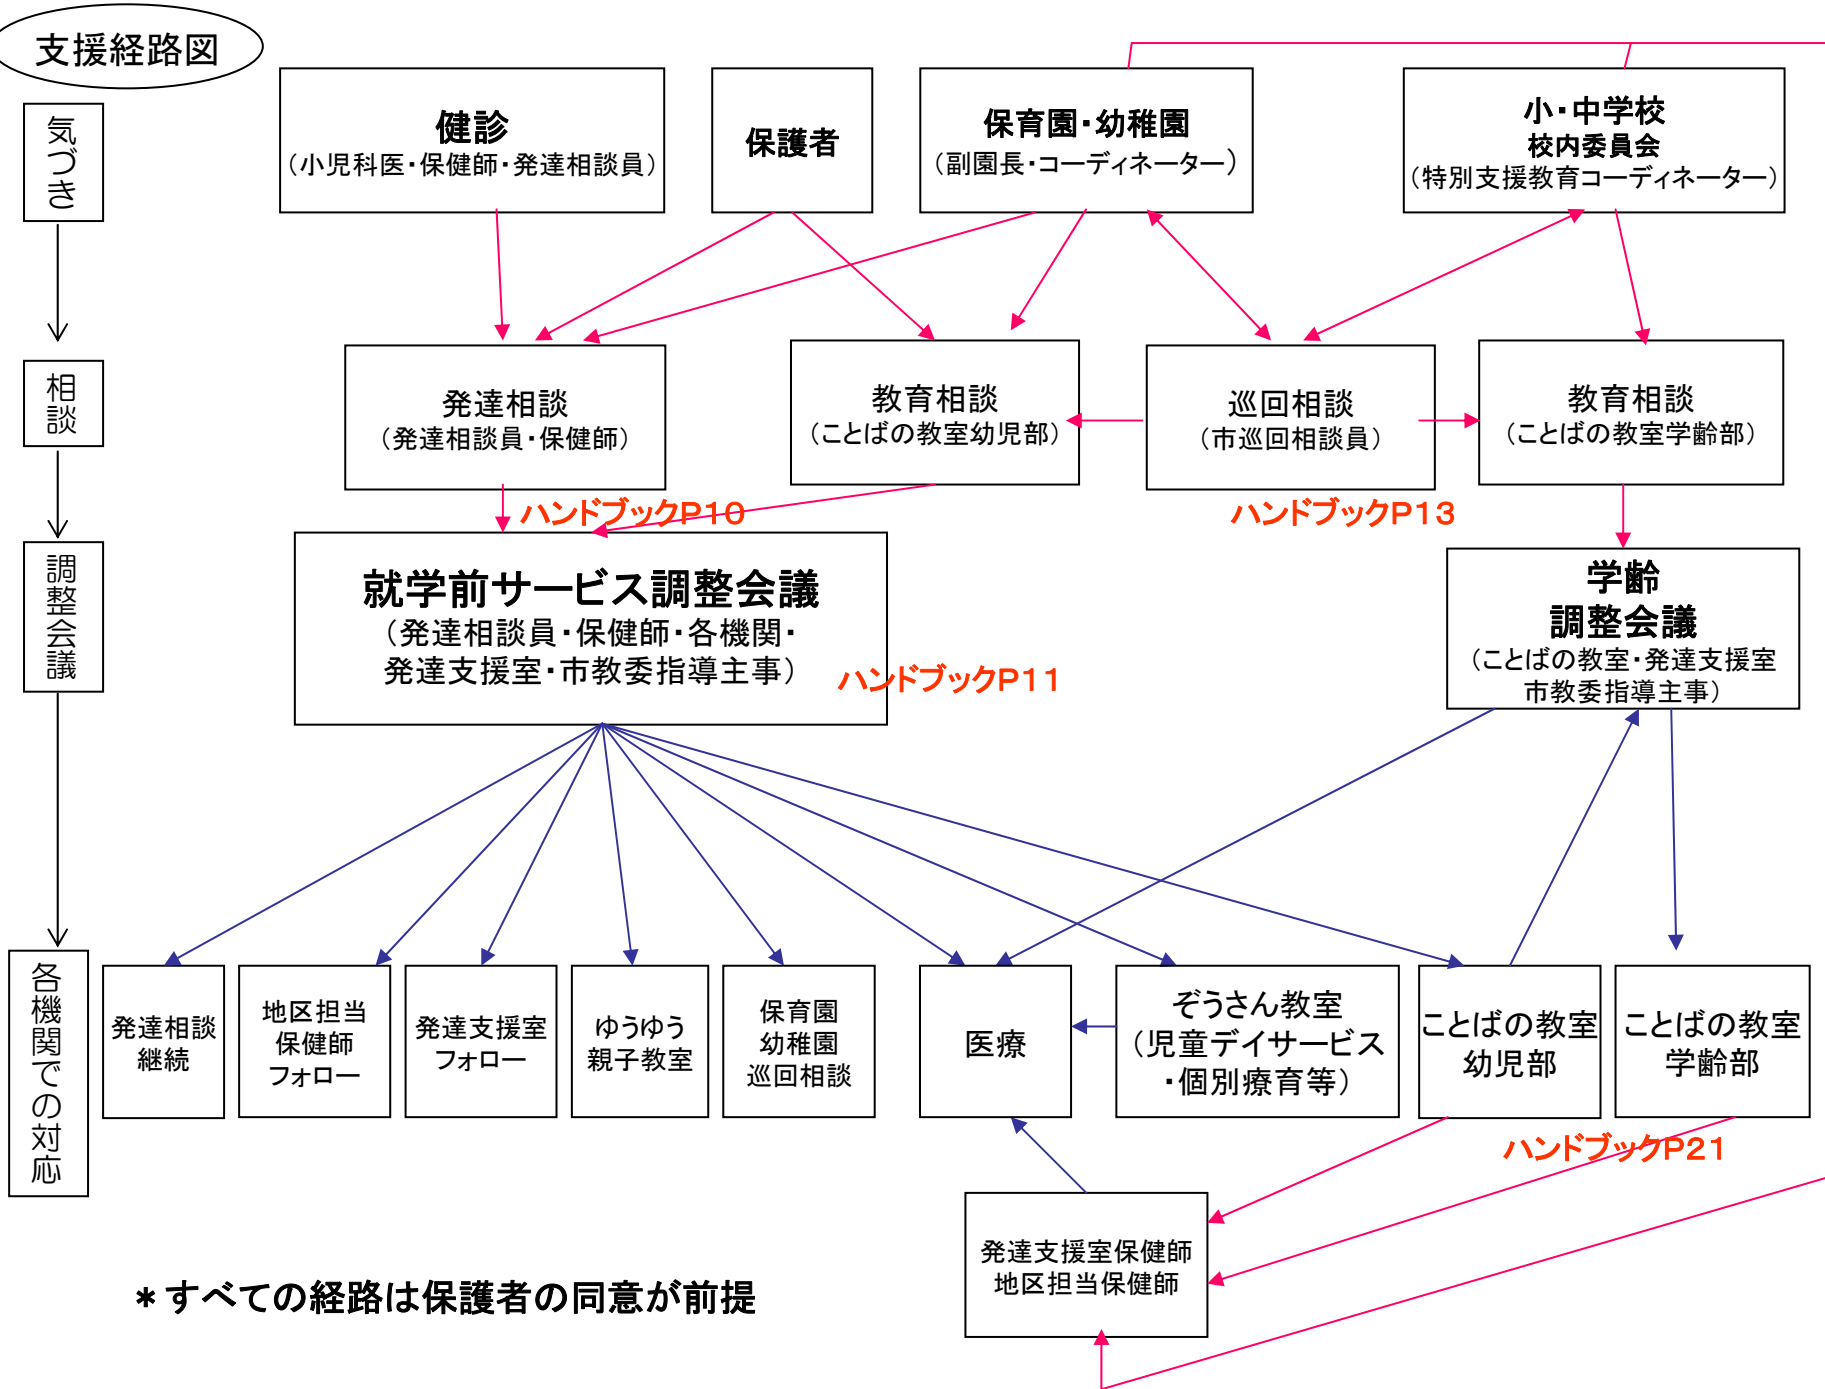 支援経路図
気づき
健診
（小児科医・保健師・発達相談員）
保護者
保育園・幼稚園
（副園長・コーディネーター）
小・中学校
校内委員会
（特別支援教育コーディネーター）
相談
発達相談
（発達相談員・保健師）
教育相談
（ことばの教室幼児部）
巡回相談
（市巡回相談員）
教育相談
（ことばの教室学齢部）
ハンドブックP10
ハンドブックP13
調整会議
就学前サービス調整会議
（発達相談員・保健師・各機関・
発達支援室・市教委指導主事）
ハンドブックP11
学齢
調整会議
（ことばの教室・発達支援室
市教委指導主事）
各機関での対応
発達相談
継続
地区担当
保健師
フォロー
発達支援室
フォロー
ゆうゆう
親子教室
保育園
幼稚園
巡回相談
医療
ぞうさん教室
（児童デイサービス
・個別療育等）
ことばの教室
幼児部
ことばの教室
学齢部
ハンドブックP21
発達支援室保健師
地区担当保健師
＊すべての経路は保護者の同意が前提